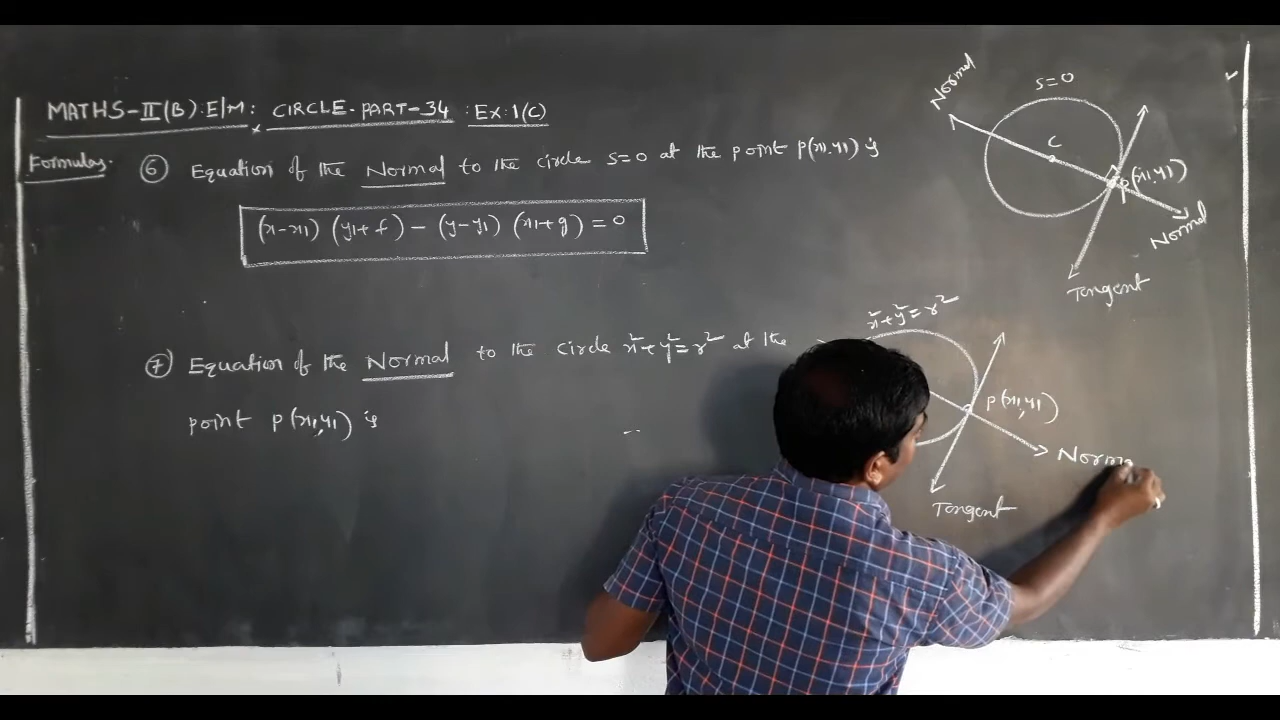 MATHS-II(B):E/M: CIRCLE-PART-34 :EX:1(C)
Formulas. ⑥ Equation of the Normal to the circle S=0 at the point P(x1,y1) is
(x-x1) (y1+f) - (y-y1) (x1+g) = 0
⑦ Equation of the Normal to the circle x²+y²=r² at the
point P(x1,y1) is
S=0
Normal
C
P(x1,y1)
Normal
Tangent
x²+y²=r²
P(x1,y1)
Norm
Tangent